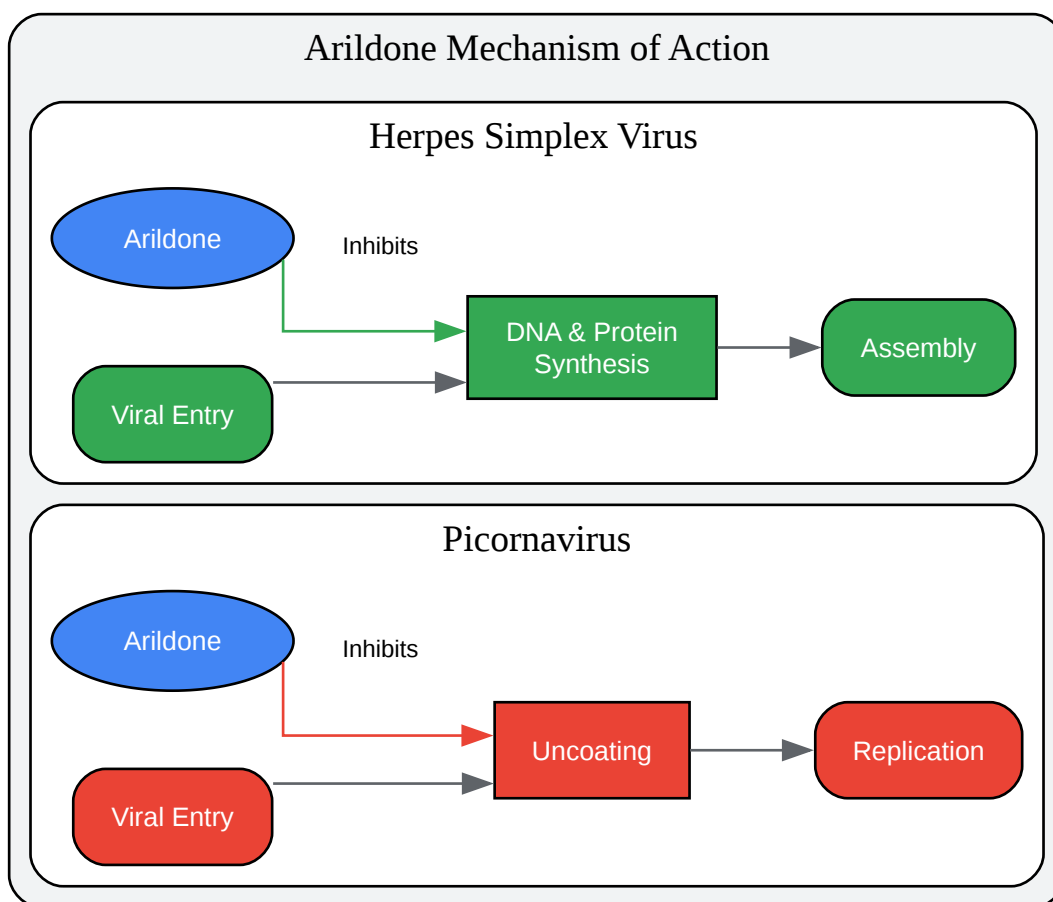 Arildone Mechanism of Action
Herpes Simplex Virus
Arildone
Inhibits
DNA & Protein
Synthesis
Assembly
Viral Entry
Picornavirus
Arildone
Inhibits
Uncoating
Replication
Viral Entry